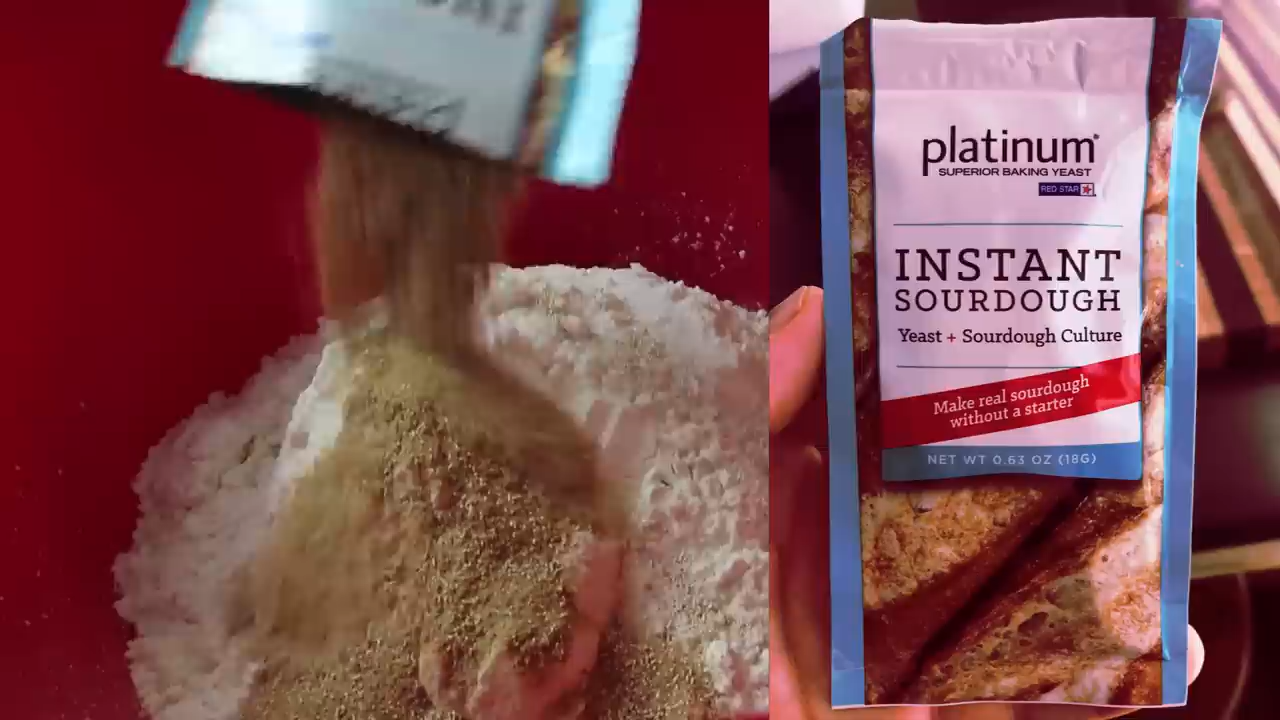 platinum®
SUPERIOR BAKING YEAST
RED STAR
INSTANT
SOURDOUGH
Yeast + Sourdough Culture
Make real sourdough
without a starter
NET WT 0.63 OZ (18G)